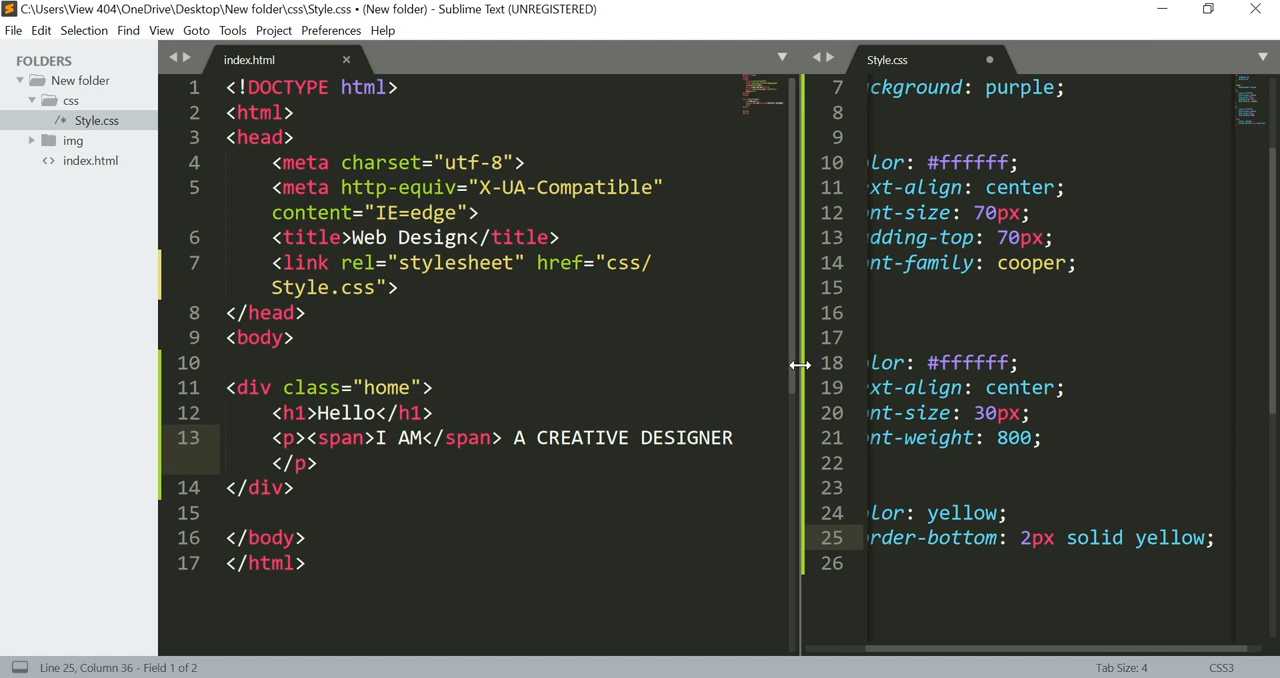 C:\Users\View 404\OneDrive\Desktop\New folder\css\Style.css • (New folder) - Sublime Text (UNREGISTERED)
File Edit Selection Find View Goto Tools Project Preferences Help
FOLDERS
New folder
css
/* Style.css
img
<> index.html
index.html
1 <!DOCTYPE html>
2 <html>
3 <head>
4 <meta charset="utf-8">
5 <meta http-equiv="X-UA-Compatible"
content="IE=edge">
6 <title>Web Design</title>
7 <link rel="stylesheet" href="css/
Style.css">
8 </head>
9 <body>
10
11 <div class="home">
12 <h1>Hello</h1>
13 <p><span>I AM</span> A CREATIVE DESIGNER
</p>
14 </div>
15
16 </body>
17 </html>
Style.css
7 ckground: purple;
8
9
10 lor: #ffffff;
11 xt-align: center;
12 nt-size: 70px;
13 dding-top: 70px;
14 nt-family: cooper;
15
16
17
18 lor: #ffffff;
19 xt-align: center;
20 nt-size: 30px;
21 nt-weight: 800;
22
23
24 lor: yellow;
25 rder-bottom: 2px solid yellow;
26
Line 25, Column 36 - Field 1 of 2
Tab Size: 4
CSS3